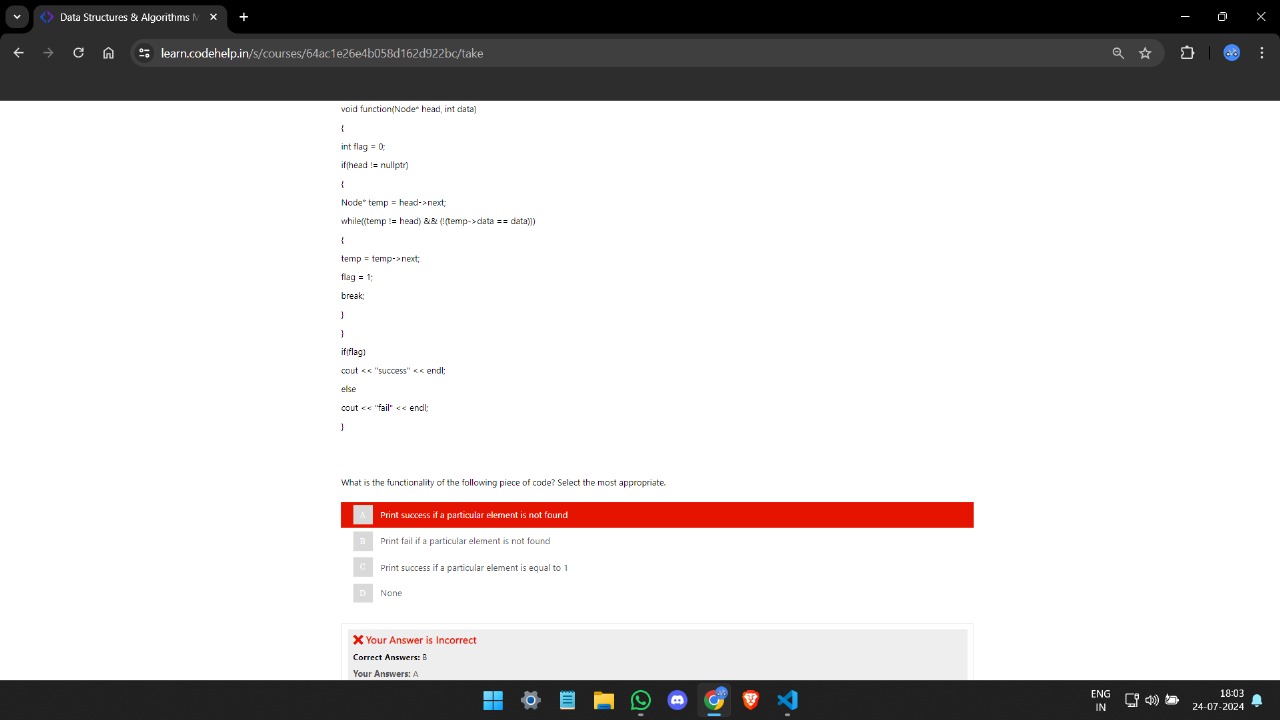 Data Structures & Algorithms M
learn.codehelp.in/s/courses/64ac1e26e4b058d162d922bc/take
void function(Node* head, int data)
{
int flag = 0;
if(head != nullptr)
{
Node* temp = head->next;
while((temp != head) && (!(temp->data == data)))
{
temp = temp->next;
flag = 1;
break;
}
}
if(flag)
cout << "success" << endl;
else
cout << "fail" << endl;
}
What is the functionality of the following piece of code? Select the most appropriate.
A Print success if a particular element is not found
B Print fail if a particular element is not found
C Print success if a particular element is equal to 1
D None
Your Answer is Incorrect
Correct Answers: B
Your Answers: A
ENG
IN
18:03
24-07-2024